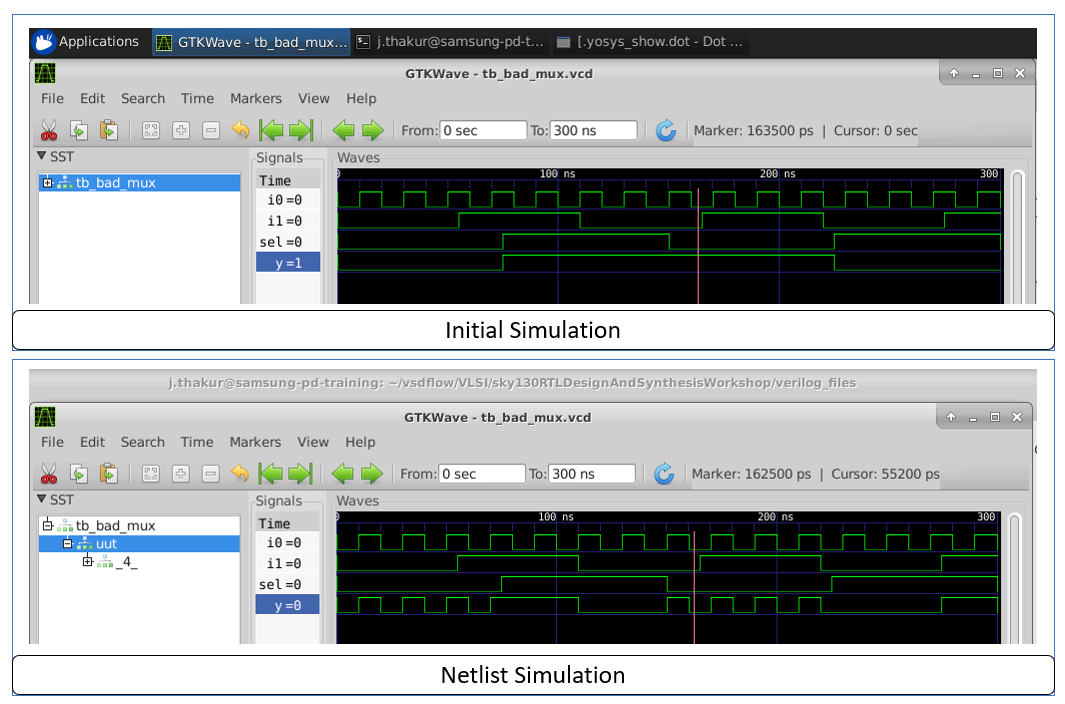 Applications GTKWave - tb_bad_mux... j.thakur@samsung-pd-t... [.yosys_show.dot - Dot ...
GTKWave - tb_bad_mux.vcd
File Edit Search Time Markers View Help
From: 0 sec To: 300 ns Marker: 163500 ps | Cursor: 0 sec
SST Signals Waves
Time 0 100 ns 200 ns 300
tb_bad_mux
i0 =0
i1 =0
sel =0
y =1
Initial Simulation
j.thakur@samsung-pd-training: ~/vsdflow/VLSI/sky130RTLDesignAndSynthesisWorkshop/verilog_files
GTKWave - tb_bad_mux.vcd
File Edit Search Time Markers View Help
From: 0 sec To: 300 ns Marker: 162500 ps | Cursor: 55200 ps
SST Signals Waves
Time 0 100 ns 200 ns 300
tb_bad_mux
uut
_4_
i0 =0
i1 =0
sel =0
y =0
Netlist Simulation